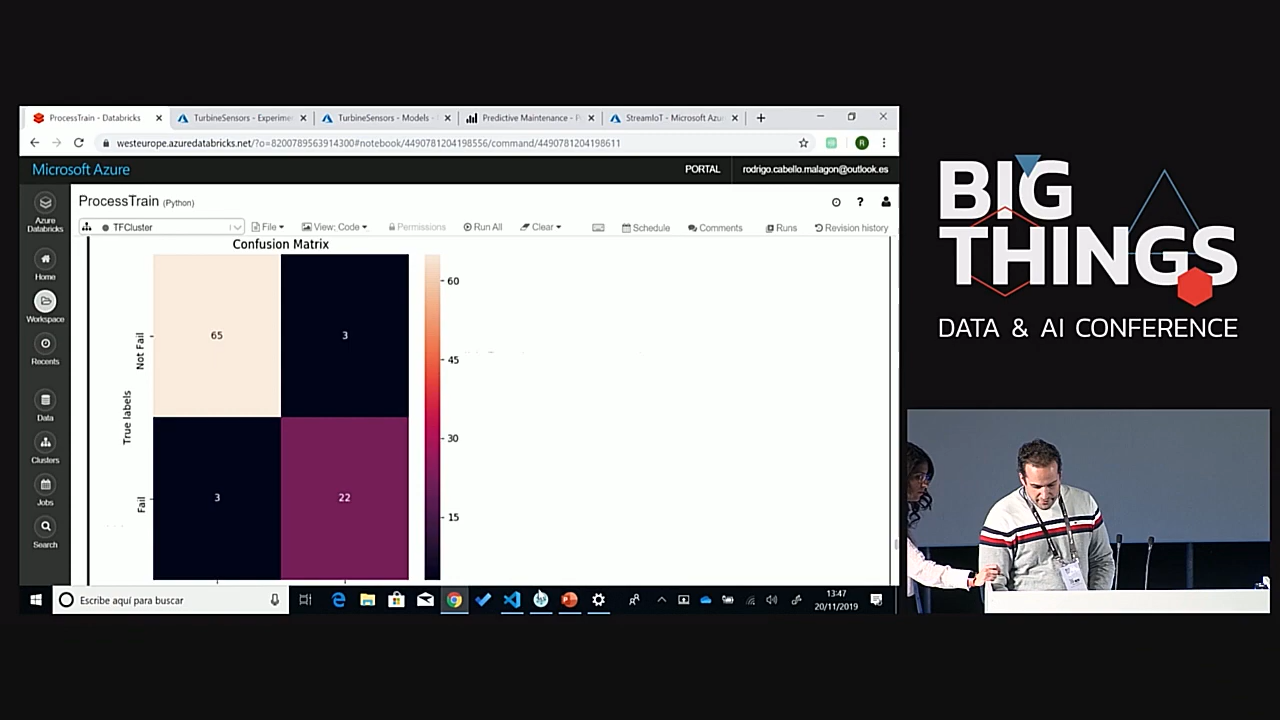 ProcessTrain - Databricks
TurbineSensors - Experime
TurbineSensors - Models -
Predictive Maintenance - P
StreamIoT - Microsoft Azur
westeurope.azuredatabricks.net/?o=8200789563914300#notebook/4490781204198556/command/4490781204198611
R
Microsoft Azure
PORTAL
rodrigo.cabello.malagon@outlook.es
Azure
Databricks
Home
Workspace
Recents
Data
Clusters
Jobs
Search
ProcessTrain (Python)
TFCluster
File
View: Code
Permissions
Run All
Clear
Schedule
Comments
Runs
Revision history
Confusion Matrix
True labels
Not Fail
Fail
65
3
3
22
60
45
30
15
Escribe aquí para buscar
13:47
20/11/2019
BIG
THINGS
DATA & AI CONFERENCE